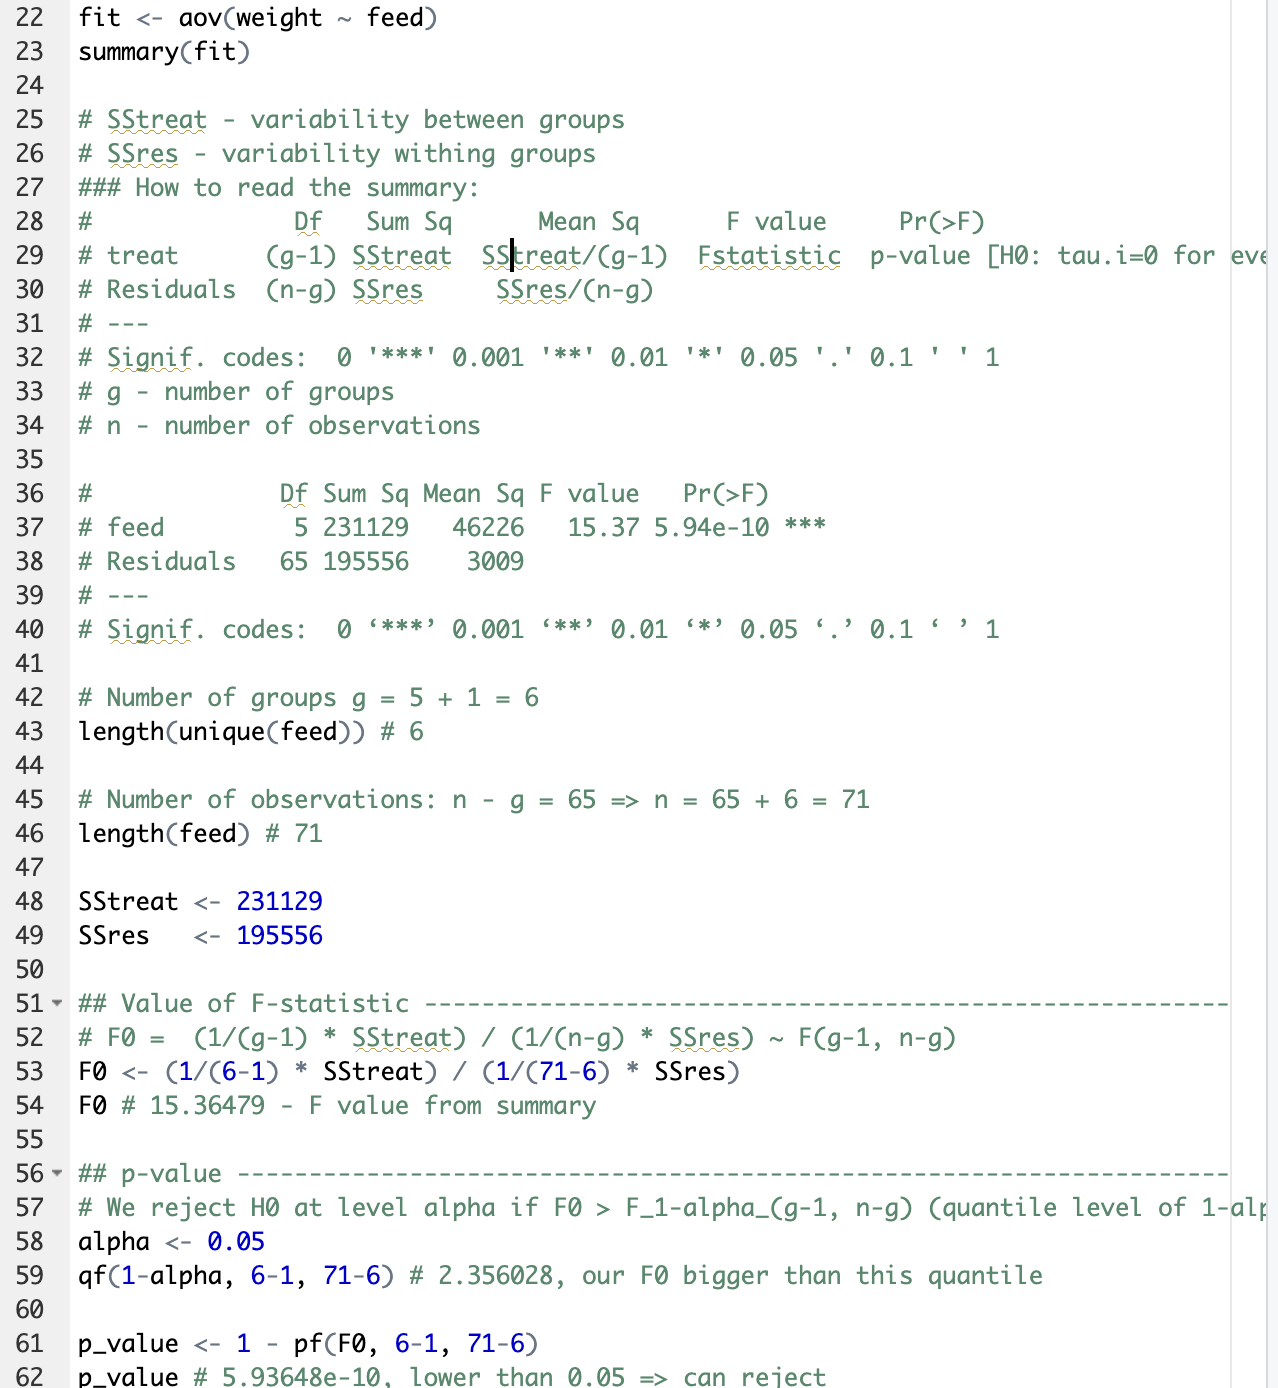 22 fit <- aov(weight ~ feed)
23 summary(fit)
24
25 # SStreat - variability between groups
26 # SSres - variability withing groups
27 ### How to read the summary:
28 #              Df   Sum Sq      Mean Sq      F value     Pr(>F)
29 # treat      (g-1) SStreat  SStreat/(g-1)  Fstatistic  p-value [H0: tau.i=0 for eve
30 # Residuals  (n-g) SSres     SSres/(n-g)
31 # ---
32 # Signif. codes:  0 '***' 0.001 '**' 0.01 '*' 0.05 '.' 0.1 ' ' 1
33 # g - number of groups
34 # n - number of observations
35
36 #             Df Sum Sq Mean Sq F value   Pr(>F)
37 # feed         5 231129   46226   15.37 5.94e-10 ***
38 # Residuals   65 195556    3009
39 # ---
40 # Signif. codes:  0 ‘***’ 0.001 ‘**’ 0.01 ‘*’ 0.05 ‘.’ 0.1 ‘ ’ 1
41
42 # Number of groups g = 5 + 1 = 6
43 length(unique(feed)) # 6
44
45 # Number of observations: n - g = 65 => n = 65 + 6 = 71
46 length(feed) # 71
47
48 SStreat <- 231129
49 SSres   <- 195556
50
51 ## Value of F-statistic --------------------------------------------------------
52 # F0 =  (1/(g-1) * SStreat) / (1/(n-g) * SSres) ~ F(g-1, n-g)
53 F0 <- (1/(6-1) * SStreat) / (1/(71-6) * SSres)
54 F0 # 15.36479 - F value from summary
55
56 ## p-value ---------------------------------------------------------------------
57 # We reject H0 at level alpha if F0 > F_1-alpha_(g-1, n-g) (quantile level of 1-alp
58 alpha <- 0.05
59 qf(1-alpha, 6-1, 71-6) # 2.356028, our F0 bigger than this quantile
60
61 p_value <- 1 - pf(F0, 6-1, 71-6)
62 p_value # 5.93648e-10, lower than 0.05 => can reject